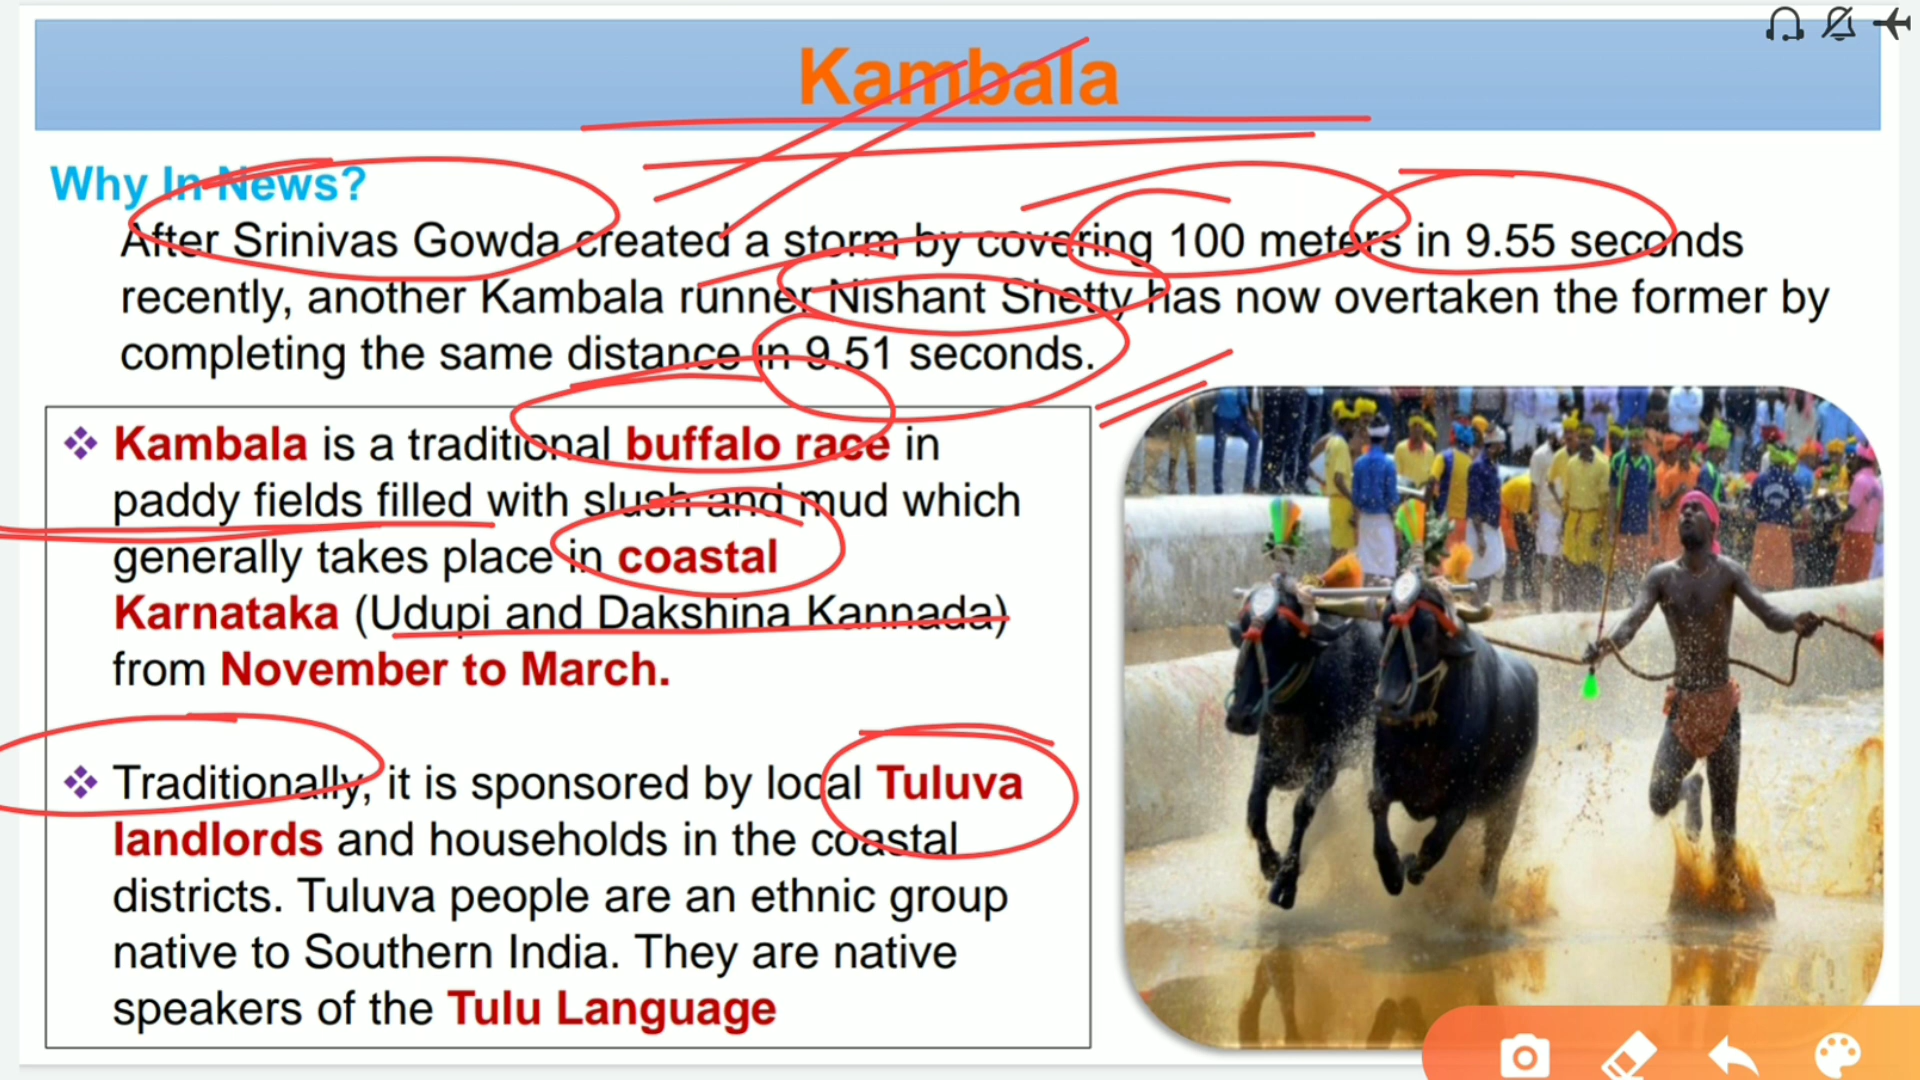 Kambala
Why In News?
After Srinivas Gowda created a storm by covering 100 meters in 9.55 seconds
recently, another Kambala runner Nishant Shetty has now overtaken the former by
completing the same distance in 9.51 seconds.
❖ Kambala is a traditional buffalo race in
paddy fields filled with slush and mud which
generally takes place in coastal
Karnataka (Udupi and Dakshina Kannada)
from November to March.
❖ Traditionally, it is sponsored by local Tuluva
landlords and households in the coastal
districts. Tuluva people are an ethnic group
native to Southern India. They are native
speakers of the Tulu Language